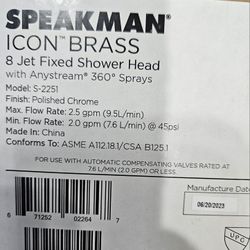 SPEAKMAN®
ICON™ BRASS
8 Jet Fixed Shower Head
with Anystream® 360° Sprays
Model: S-2251
Finish: Polished Chrome
Max. Flow Rate: 2.5 gpm (9.5L/min)
Min. Flow Rate: 2.0 gpm (7.6 L/min) @ 45psi
Made in: China
Conforms To: ASME A112.18.1/CSA B125.1
FOR USE WITH AUTOMATIC COMPENSATING VALVES RATED AT
7.6 L/MIN (2.0 GPM) OR LESS.
Manufacture Dat
06/20/2023
6 71252 02264 7
UPC